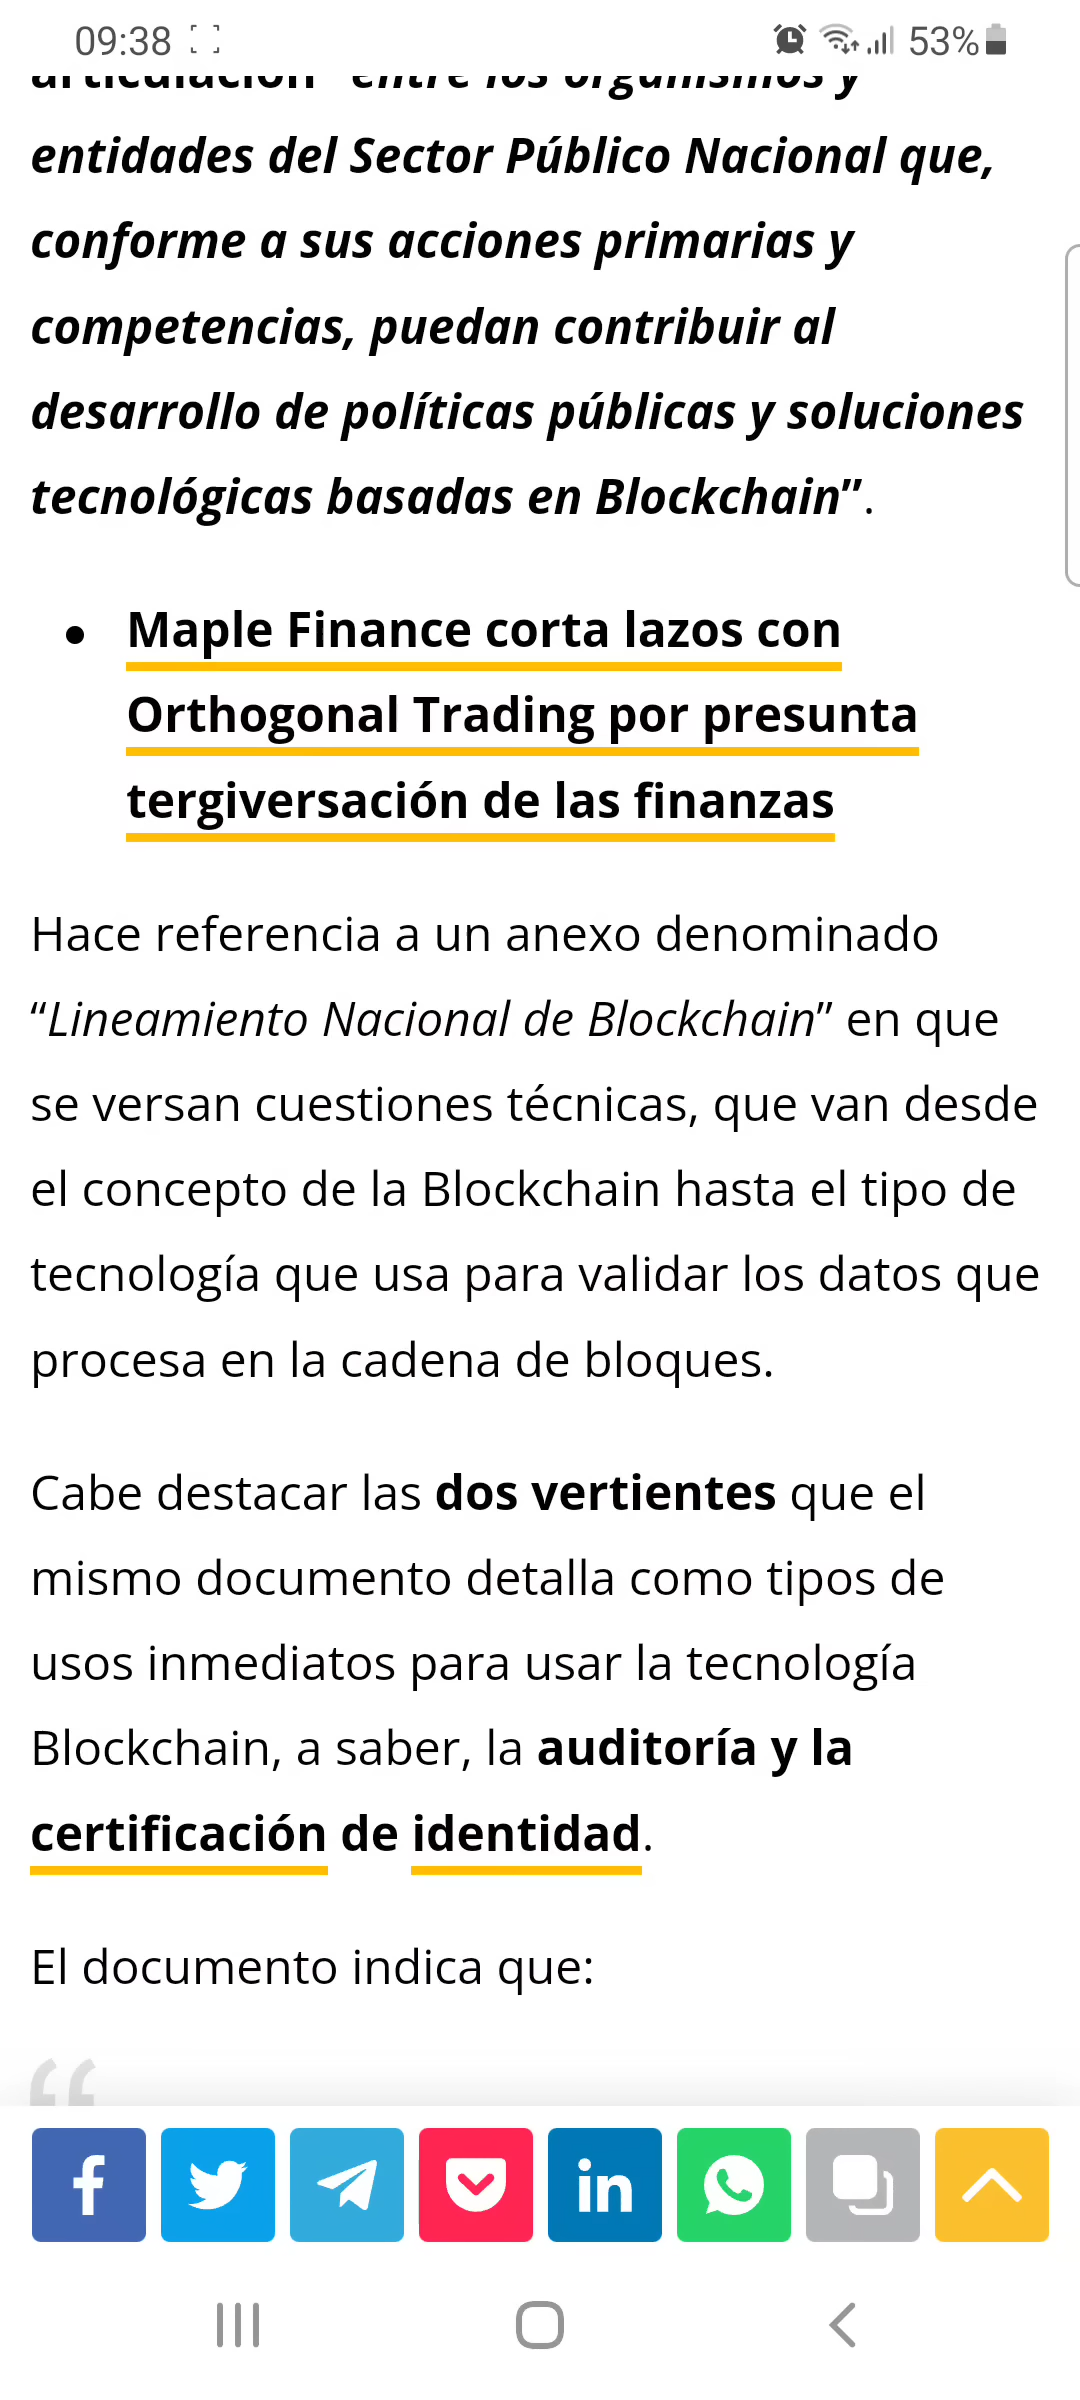 09:38
53%
articulación "entre los organismos y
entidades del Sector Público Nacional que,
conforme a sus acciones primarias y
competencias, puedan contribuir al
desarrollo de políticas públicas y soluciones
tecnológicas basadas en Blockchain”.
• Maple Finance corta lazos con
Orthogonal Trading por presunta
tergiversación de las finanzas
Hace referencia a un anexo denominado
“Lineamiento Nacional de Blockchain” en que
se versan cuestiones técnicas, que van desde
el concepto de la Blockchain hasta el tipo de
tecnología que usa para validar los datos que
procesa en la cadena de bloques.
Cabe destacar las dos vertientes que el
mismo documento detalla como tipos de
usos inmediatos para usar la tecnología
Blockchain, a saber, la auditoría y la
certificación de identidad.
El documento indica que:
“